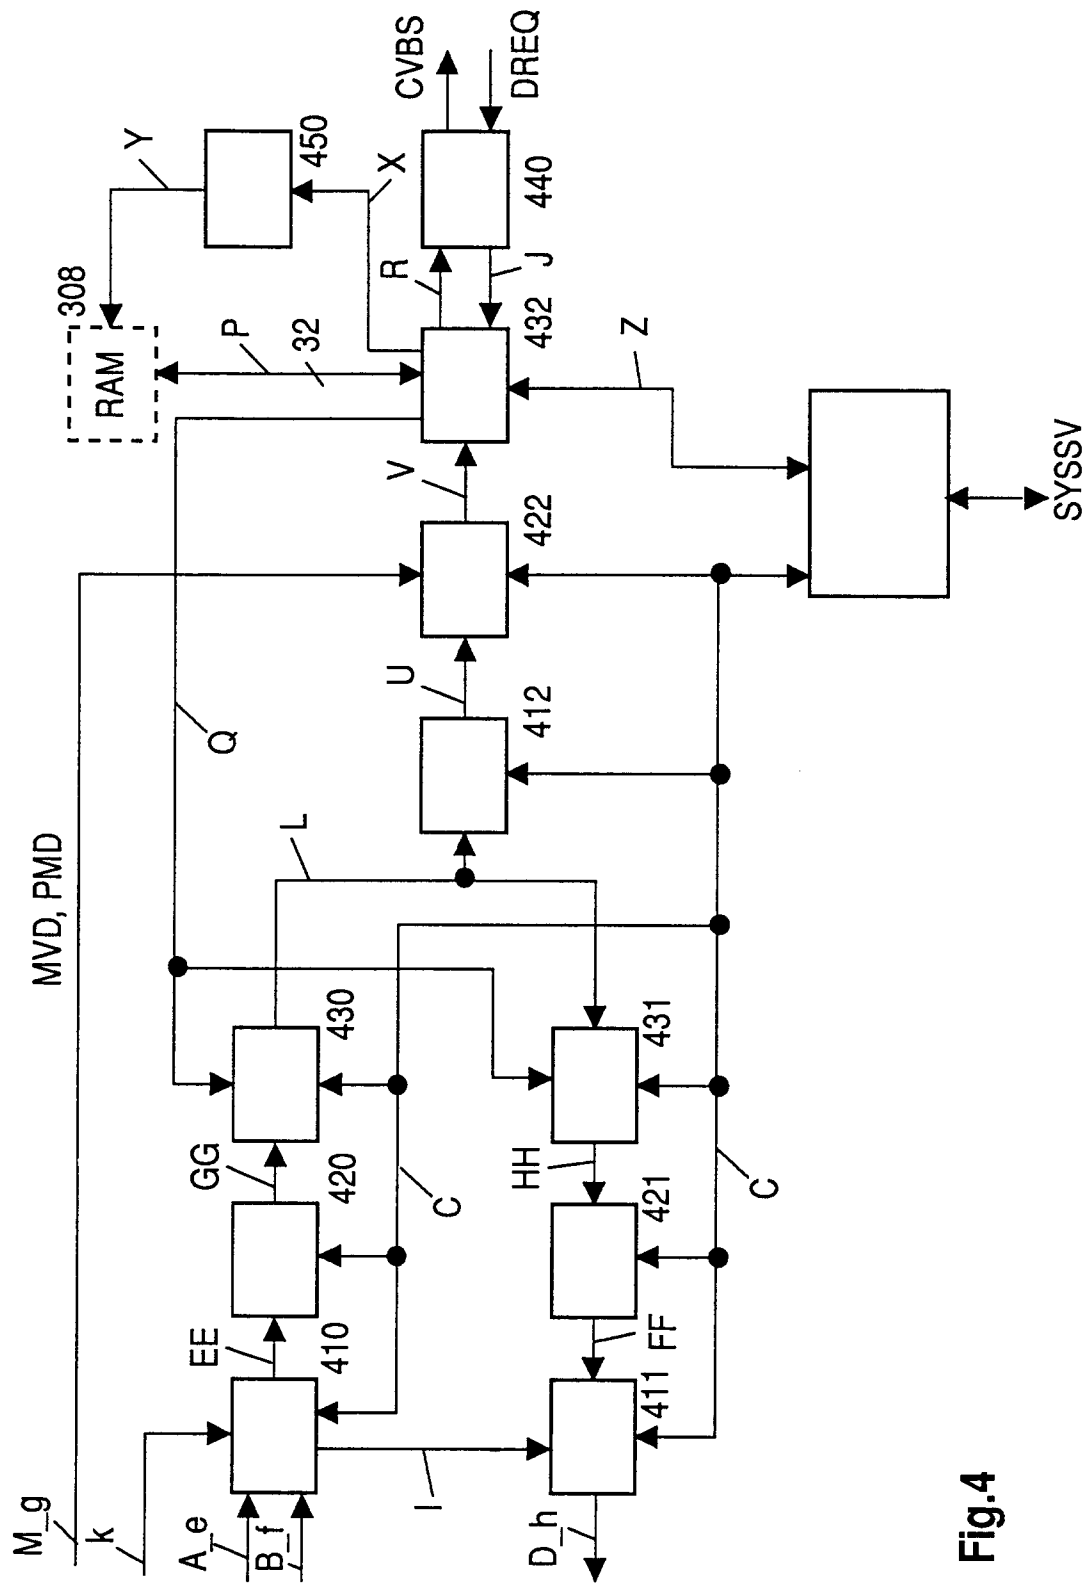 M_g
MVD, PMD
k
A_e
B_f
EE
410
GG
420
430
Q
L
C
I
D_h
FF
411
HH
421
431
C
U
412
V
422
RAM
308
P
32
Y
450
X
R
J
432
440
CVBS
DREQ
Z
SYSSV
Fig.4